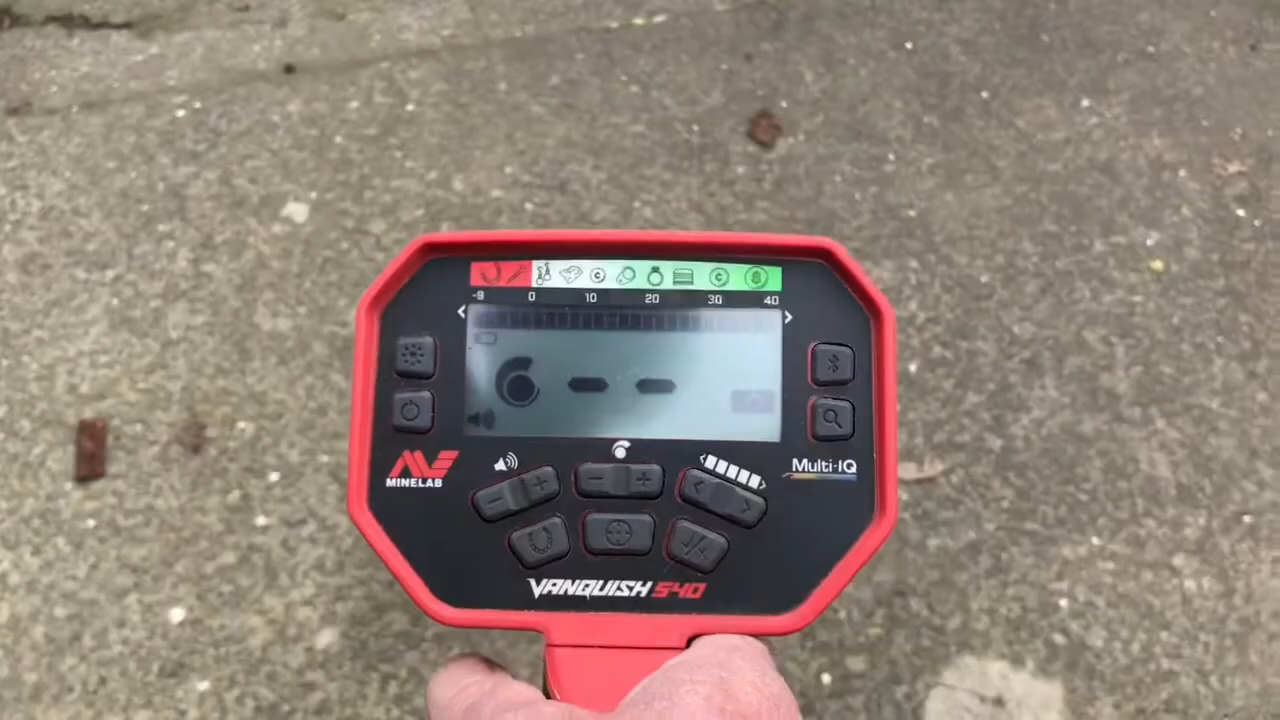 -9 0 10 20 30 40
< >
- -
MINELAB
Multi-IQ
- + - + < >
VANQUISH 540